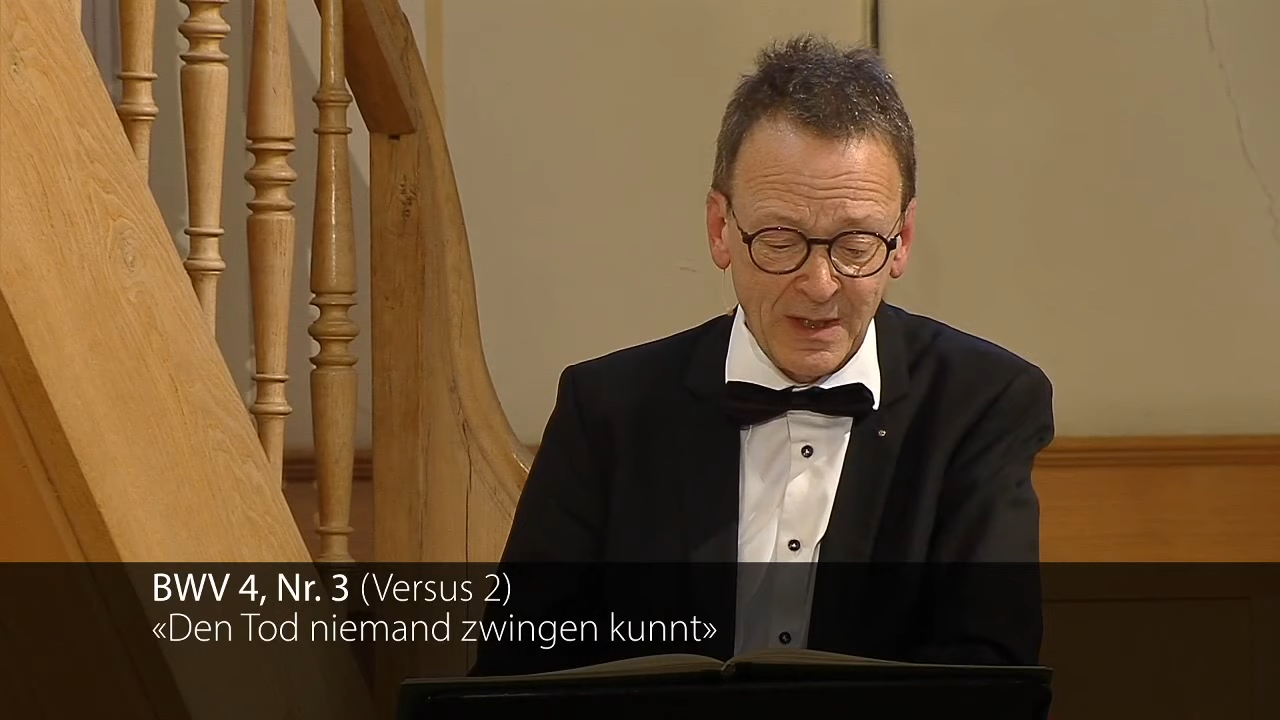 BWV 4, Nr. 3 (Versus 2)
«Den Tod niemand zwingen kunnt»